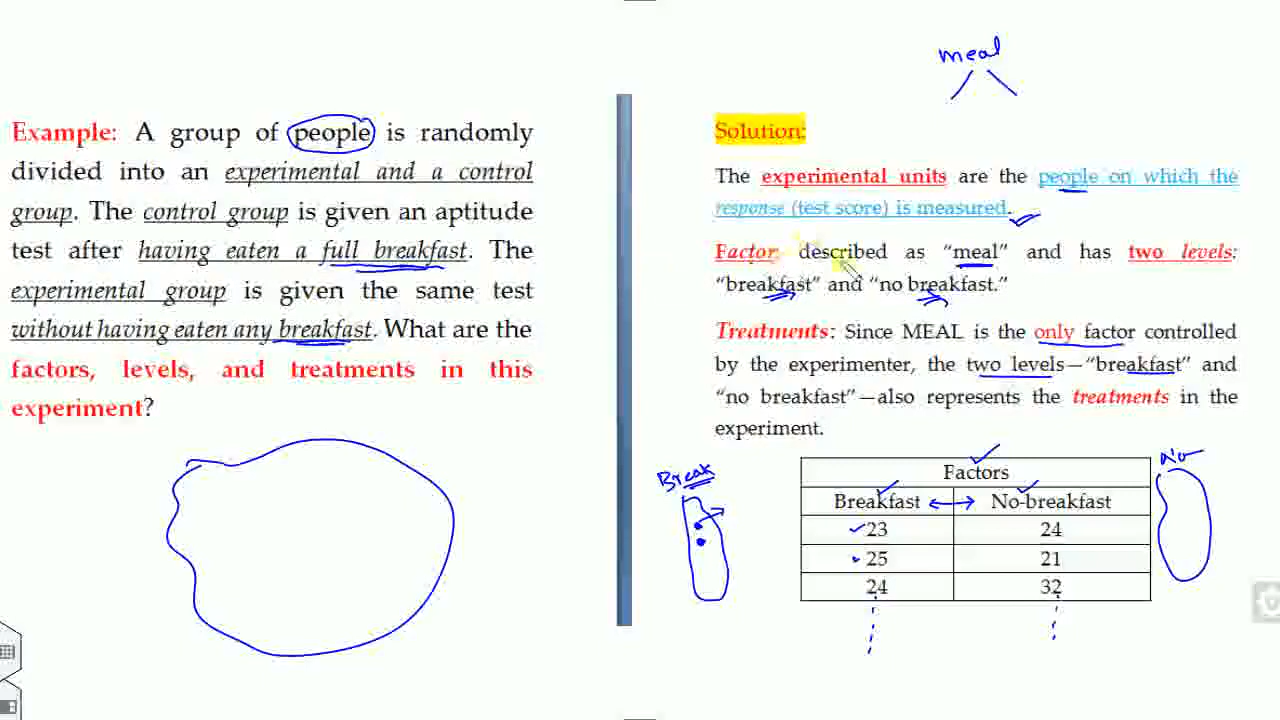 Example: A group of people is randomly
divided into an experimental and a control
group. The control group is given an aptitude
test after having eaten a full breakfast. The
experimental group is given the same test
without having eaten any breakfast. What are the
factors, levels, and treatments in this
experiment?
meal
Solution:
The experimental units are the people on which the
response (test score) is measured.
Factor: described as “meal” and has two levels:
“breakfast” and “no breakfast.”
Treatments: Since MEAL is the only factor controlled
by the experimenter, the two levels—“breakfast” and
“no breakfast”—also represents the treatments in the
experiment.
Break
No
Factors
Breakfast No-breakfast
23 24
25 21
24 32